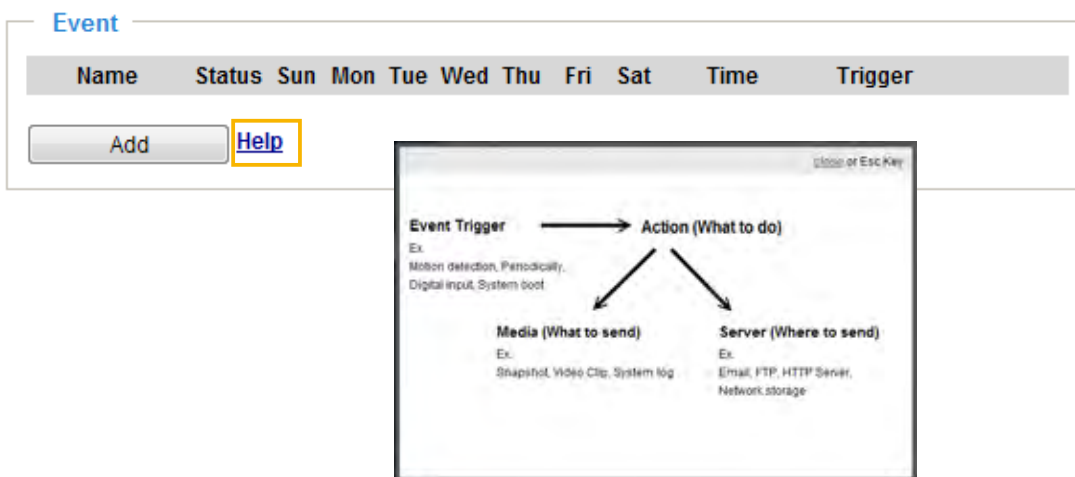 Event
Name Status Sun Mon Tue Wed Thu Fri Sat Time Trigger
Add Help
close or Esc Key
Event Trigger Action (What to do)
Ex.
Motion detection, Periodically,
Digital input, System boot
Media (What to send) Server (Where to send)
Ex. Ex.
Snapshot, Video Clip, System log Email, FTP, HTTP Server,
Network storage